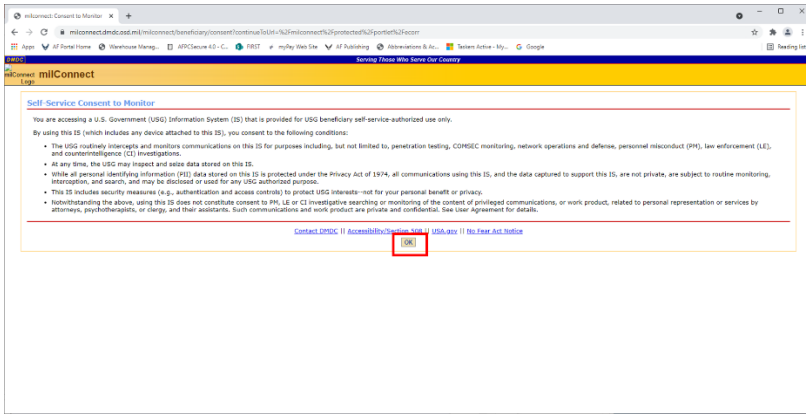 milconnect: Consent to Monitor
milconnect.dmdc.osd.mil/milconnect/beneficiary/consent?continueToUrl=%2Fmilconnect%2Fprotected%2Fportlet%2Fecorr
Apps AF Portal Home Warehouse Manag... AFPCSecure 4.0 - C... FIRST myPay Web Site AF Publishing Abbreviations & Ac... Taskers Active - My... Google Reading list
DMDC Serving Those Who Serve Our Country
milConnect Logo milConnect
Self-Service Consent to Monitor
You are accessing a U.S. Government (USG) Information System (IS) that is provided for USG beneficiary self-service-authorized use only.
By using this IS (which includes any device attached to this IS), you consent to the following conditions:
• The USG routinely intercepts and monitors communications on this IS for purposes including, but not limited to, penetration testing, COMSEC monitoring, network operations and defense, personnel misconduct (PM), law enforcement (LE),
and counterintelligence (CI) investigations.
• At any time, the USG may inspect and seize data stored on this IS.
• While all personal identifying information (PII) data stored on this IS is protected under the Privacy Act of 1974, all communications using this IS, and the data captured to support this IS, are not private, are subject to routine monitoring,
interception, and search, and may be disclosed or used for any USG authorized purpose.
• This IS includes security measures (e.g., authentication and access controls) to protect USG interests--not for your personal benefit or privacy.
• Notwithstanding the above, using this IS does not constitute consent to PM, LE or CI investigative searching or monitoring of the content of privileged communications, or work product, related to personal representation or services by
attorneys, psychotherapists, or clergy, and their assistants. Such communications and work product are private and confidential. See User Agreement for details.
Contact DMDC || Accessibility/Section 508 || USA.gov || No Fear Act Notice
OK